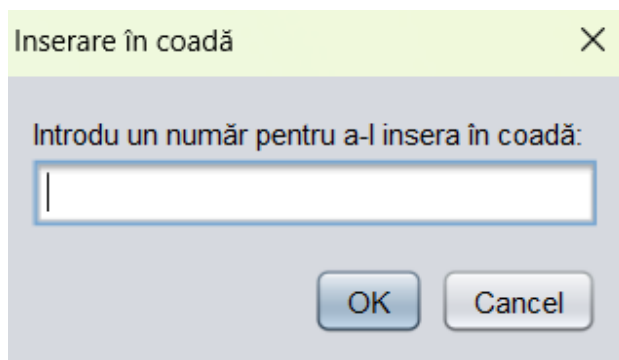 Inserare în coadă
Introdu un număr pentru a-l insera în coadă:
OK Cancel